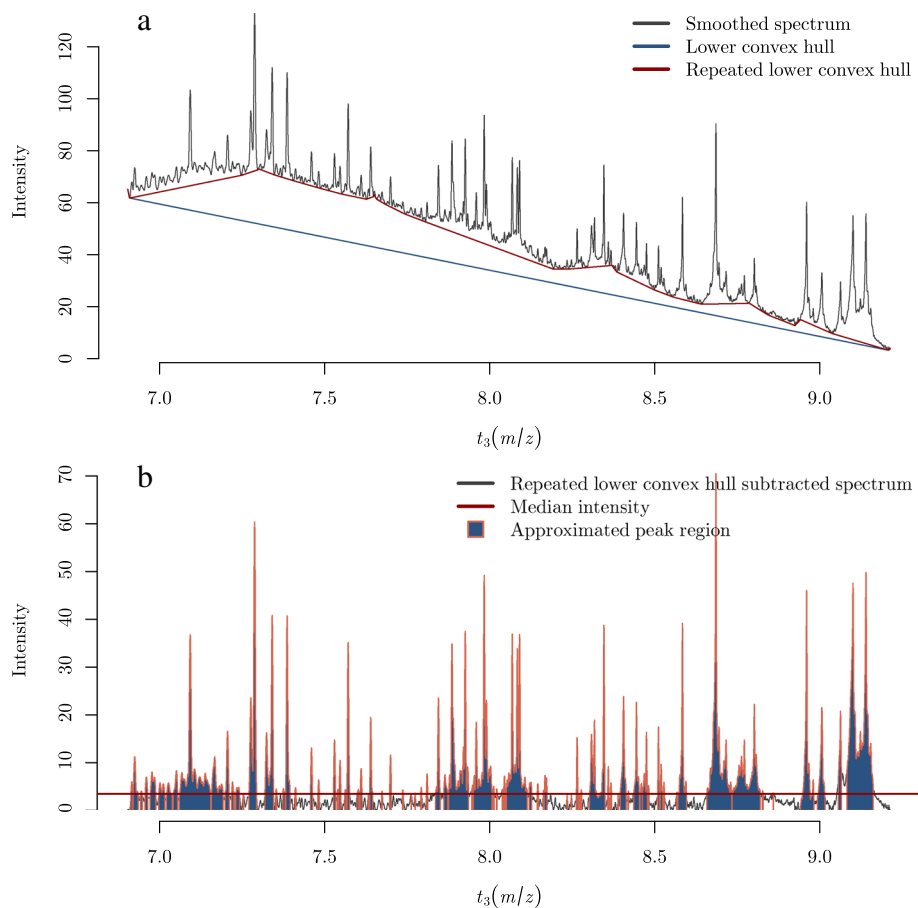 a
Smoothed spectrum
Lower convex hull
Repeated lower convex hull
Intensity
120
100
80
60
40
20
0
7.0 7.5 8.0 8.5 9.0
t₃(m/z)
b
Repeated lower convex hull subtracted spectrum
Median intensity
Approximated peak region
Intensity
70
60
50
40
30
20
10
0
7.0 7.5 8.0 8.5 9.0
t₃(m/z)